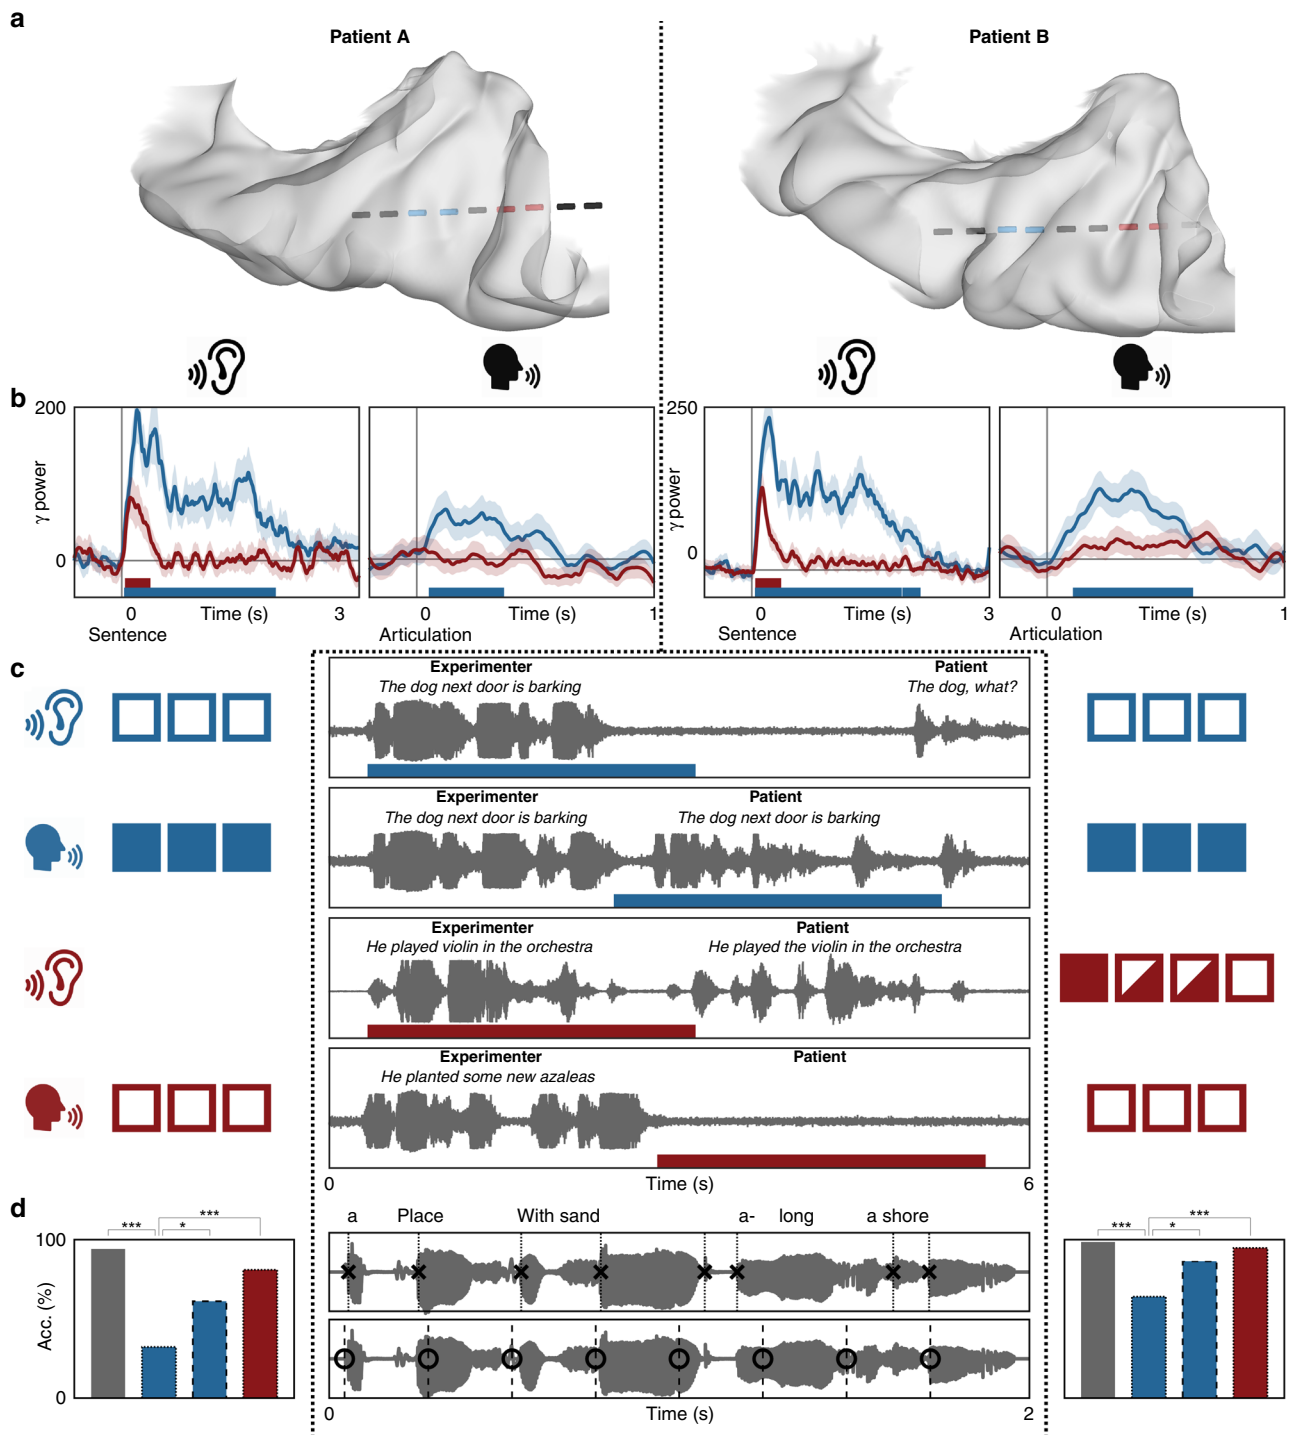 a
Patient A
Patient B
b
200
100
0
γ power
0
Time (s)
3
Sentence
0
Time (s)
1
Articulation
250
0
γ power
0
Time (s)
3
Sentence
0
Time (s)
1
Articulation
c
Experimenter
Patient
The dog next door is barking
The dog, what?
Experimenter
Patient
The dog next door is barking
The dog next door is barking
Experimenter
Patient
He played violin in the orchestra
He played the violin in the orchestra
Experimenter
Patient
He planted some new azaleas
0
Time (s)
6
d
***
*
***
100
0
Acc. (%)
a
Place
With sand
a-
long
a shore
0
Time (s)
2
***
*
***